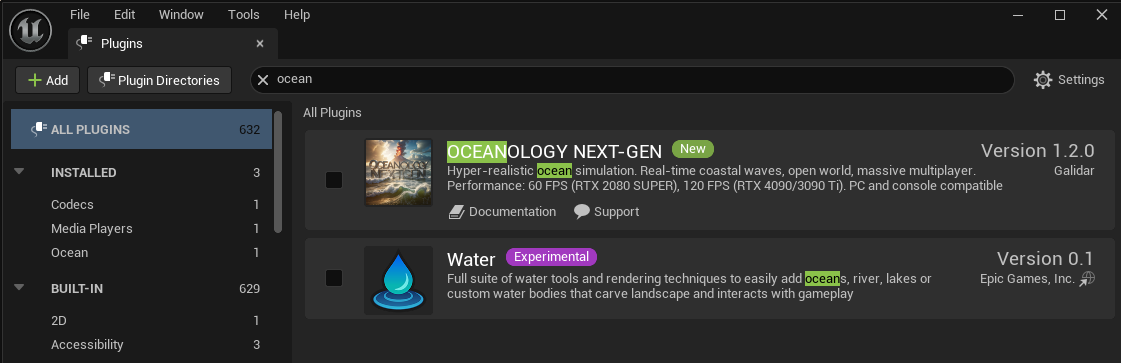 File Edit Window Tools Help
Plugins
Add Plugin Directories ocean Settings
ALL PLUGINS 632
INSTALLED 3
Codecs 1
Media Players 1
Ocean 1
BUILT-IN 629
2D 1
Accessibility 3
All Plugins
OCEANOLOGY NEXT-GEN New Version 1.2.0
Hyper-realistic ocean simulation. Real-time coastal waves, open world, massive multiplayer. Galidar
Performance: 60 FPS (RTX 2080 SUPER), 120 FPS (RTX 4090/3090 Ti). PC and console compatible
Documentation Support
OCEANOLOGY
NEXT-GEN
Water Experimental Version 0.1
Full suite of water tools and rendering techniques to easily add oceans, river, lakes or Epic Games, Inc.
custom water bodies that carve landscape and interacts with gameplay